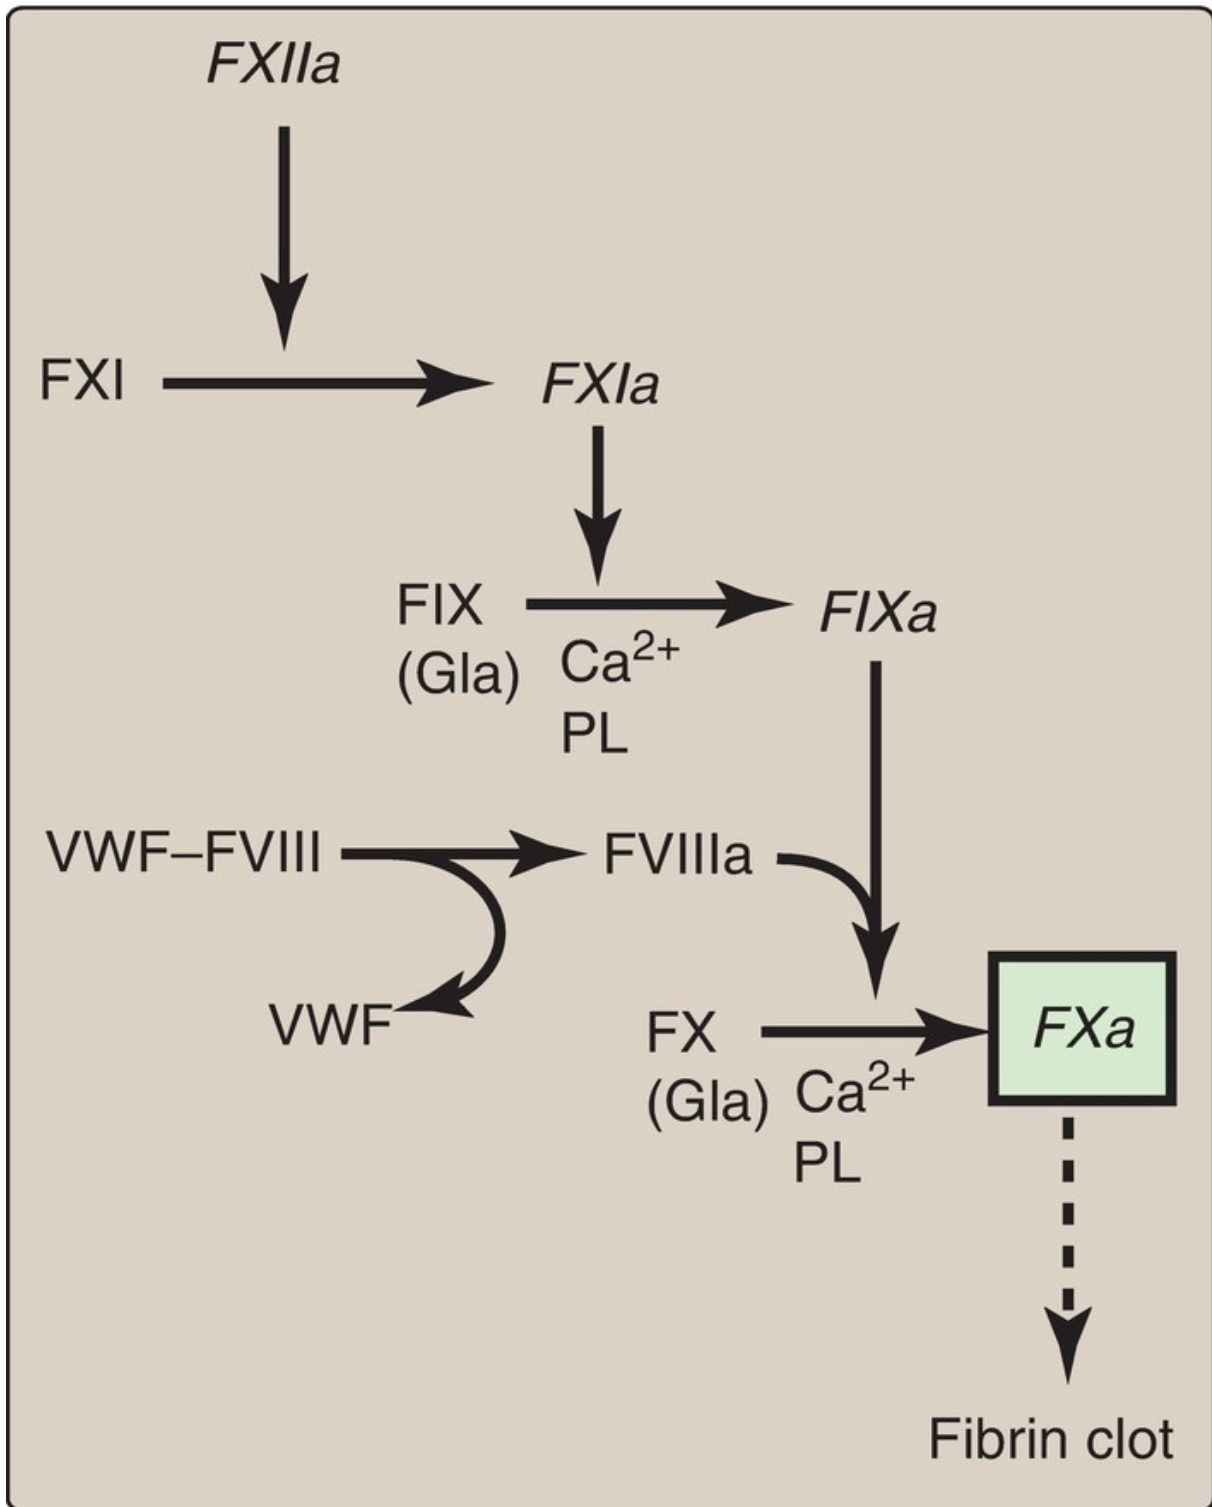 FXIIa
FXI
FXIa
FIX
(Gla)
Ca²⁺
PL
FIXa
VWF–FVIII
FVIIIa
VWF
FX
(Gla)
Ca²⁺
PL
FXa
Fibrin clot